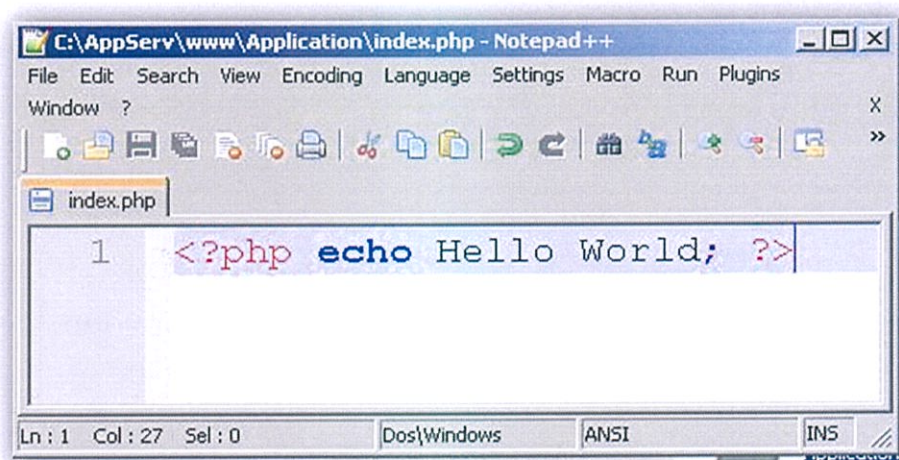 C:\AppServ\www\Application\index.php - Notepad++
File Edit Search View Encoding Language Settings Macro Run Plugins
Window ? X
index.php
1 <?php echo Hello World; ?>
Ln : 1 Col : 27 Sel : 0 Dos\Windows ANSI INS